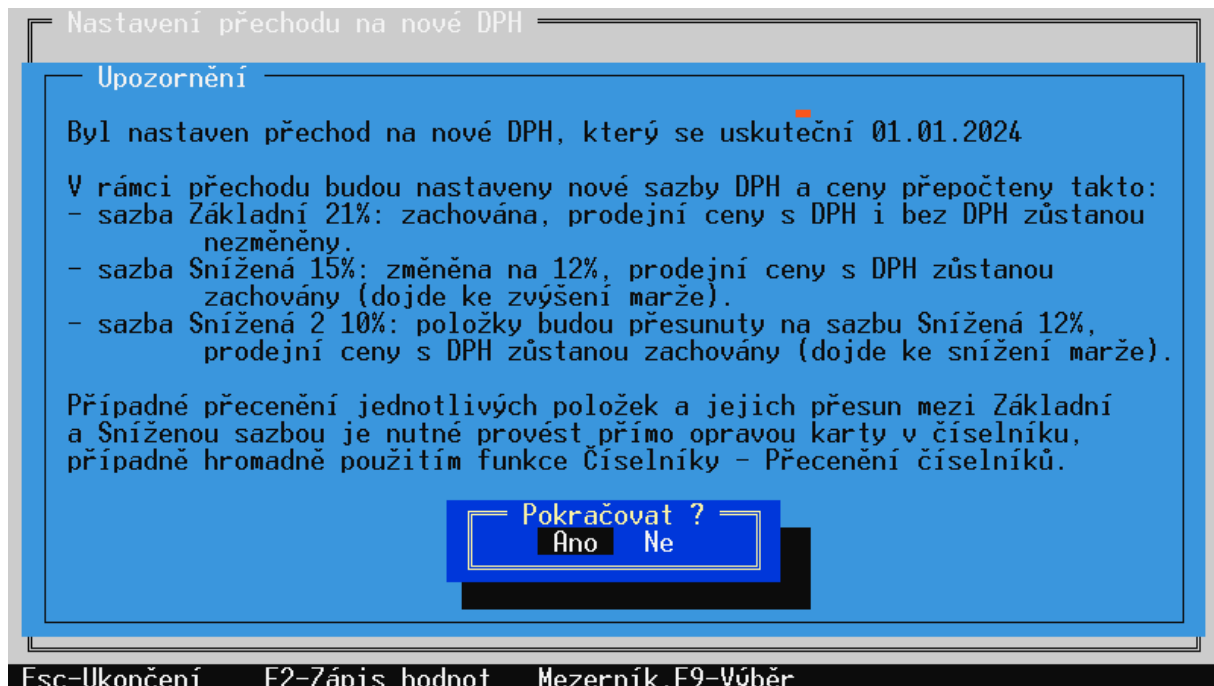 Nastavení přechodu na nové DPH
Upozornění
Byl nastaven přechod na nové DPH, který se uskuteční 01.01.2024
V rámci přechodu budou nastaveny nové sazby DPH a ceny přepočteny takto:
- sazba Základní 21%: zachována, prodejní ceny s DPH i bez DPH zůstanou
nezměněny.
- sazba Snížená 15%: změněna na 12%, prodejní ceny s DPH zůstanou
zachovány (dojde ke zvýšení marže).
- sazba Snížená 2 10%: položky budou přesunuty na sazbu Snížená 12%,
prodejní ceny s DPH zůstanou zachovány (dojde ke snížení marže).
Případné přecenění jednotlivých položek a jejich přesun mezi Základní
a Sníženou sazbou je nutné provést přímo opravou karty v číselníku,
případně hromadně použitím funkce Číselníky - Přecenění číselníků.
Pokračovat ?
Ano Ne
Esc-Ukončení F2-Zápis hodnot Mezerník,F9-Výběr